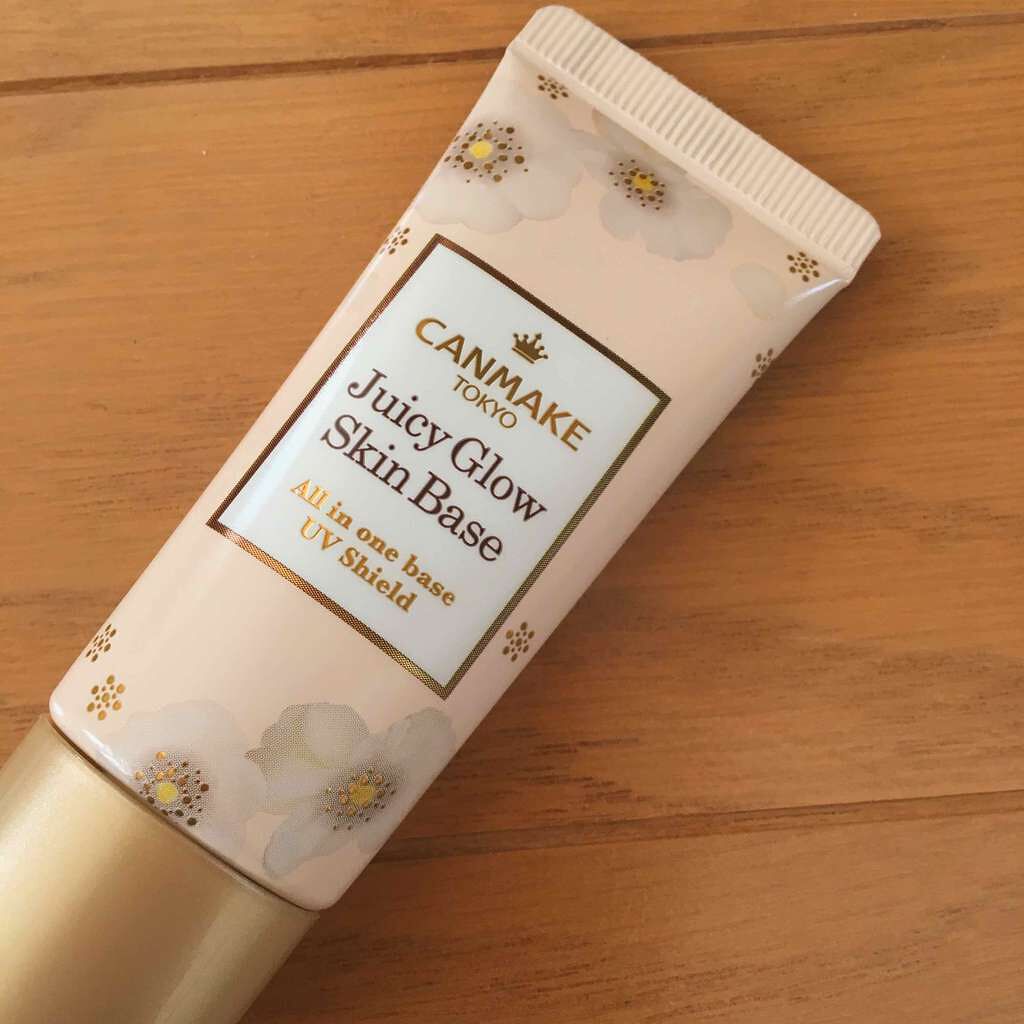 CANMAKE
TOKYO
Juicy Glow
Skin Base
All in one base
UV Shield